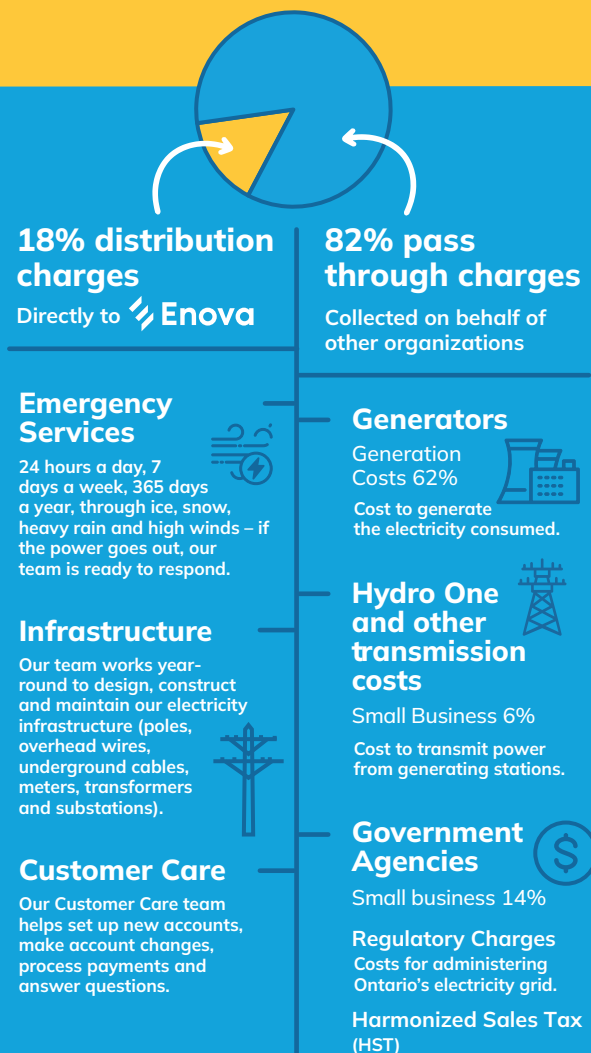 18% distribution
charges
Directly to Enova
82% pass
through charges
Collected on behalf of
other organizations
Emergency
Services
24 hours a day, 7
days a week, 365 days
a year, through ice, snow,
heavy rain and high winds – if
the power goes out, our
team is ready to respond.
Infrastructure
Our team works year-
round to design, construct
and maintain our electricity
infrastructure (poles,
overhead wires,
underground cables,
meters, transformers
and substations).
Customer Care
Our Customer Care team
helps set up new accounts,
make account changes,
process payments and
answer questions.
Generators
Generation
Costs 62%
Cost to generate
the electricity consumed.
Hydro One
and other
transmission
costs
Small Business 6%
Cost to transmit power
from generating stations.
Government
Agencies
$
Small business 14%
Regulatory Charges
Costs for administering
Ontario's electricity grid.
Harmonized Sales Tax
(HST)